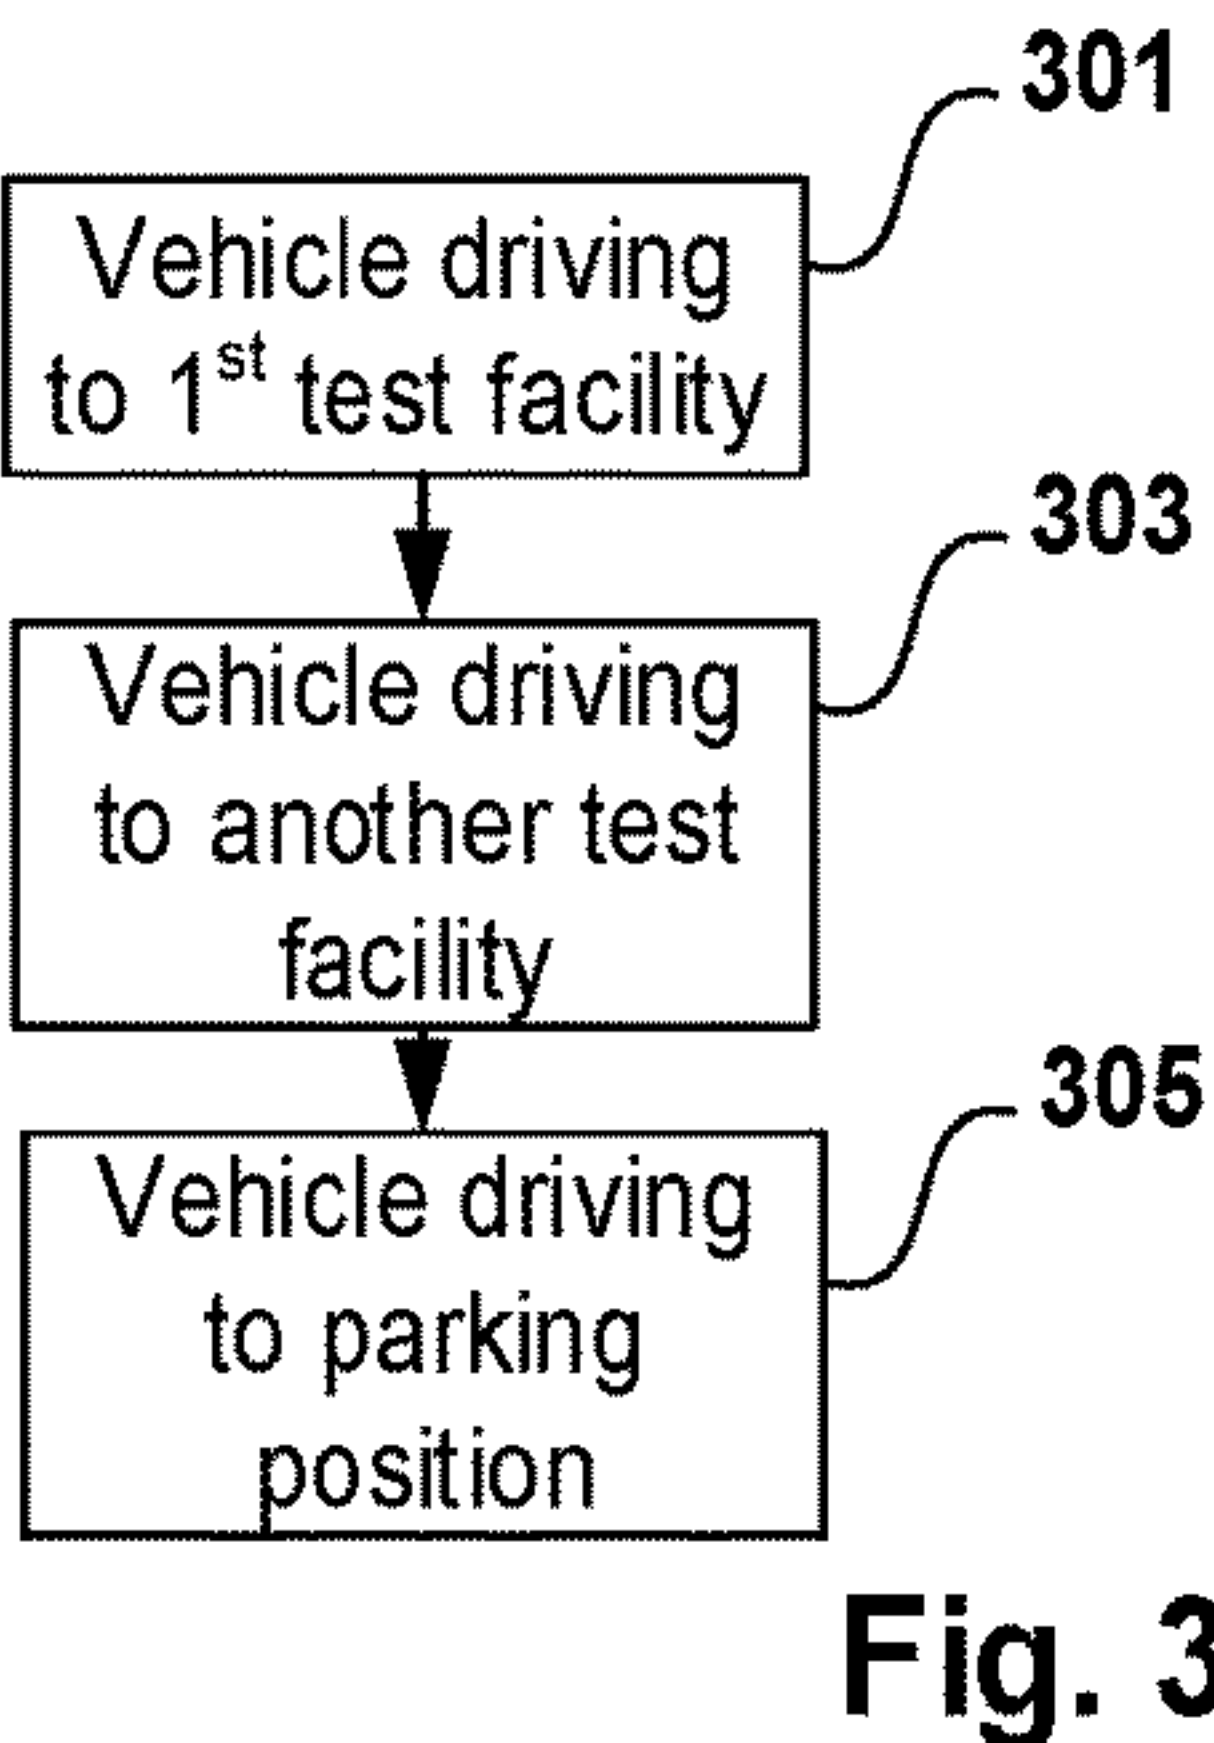 301
Vehicle driving
to 1st test facility
303
Vehicle driving
to another test
facility
305
Vehicle driving
to parking
position
Fig. 3